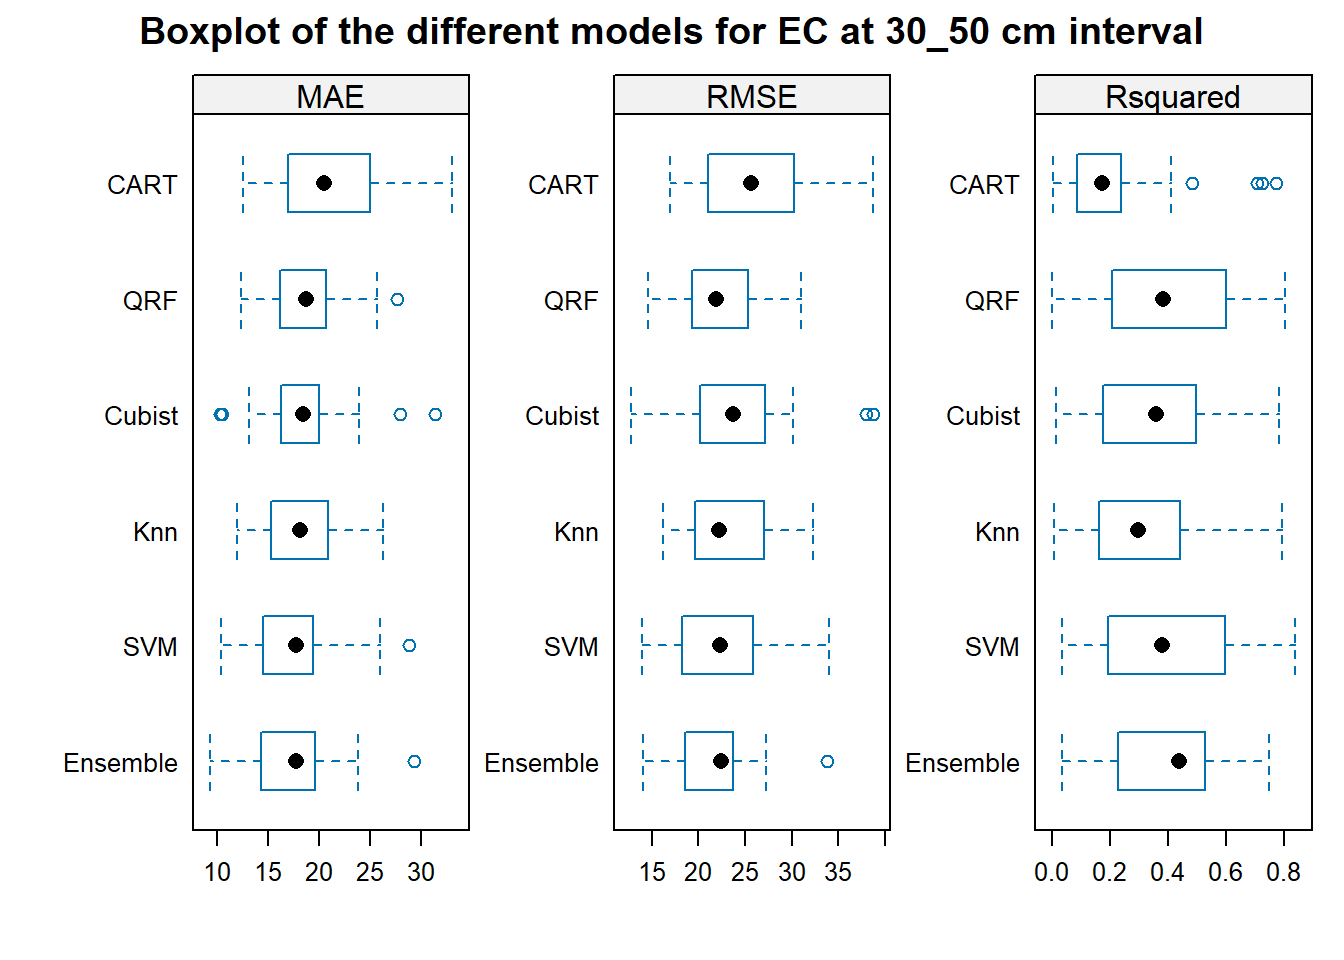 Boxplot of the different models for EC at 30_50 cm interval
MAE
CART
QRF
Cubist
Knn
SVM
Ensemble
10 15 20 25 30
RMSE
CART
QRF
Cubist
Knn
SVM
Ensemble
15 20 25 30 35
Rsquared
CART
QRF
Cubist
Knn
SVM
Ensemble
0.0 0.2 0.4 0.6 0.8